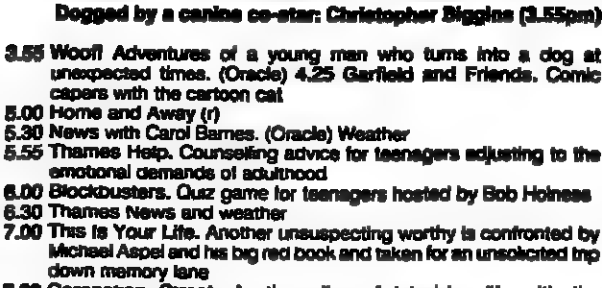 Dogged by a canine co-star: Christopher Biggins (3.55pm)
3.55 Woof! Adventures of a young man who turns into a dog at
unexpected times. (Oracle) 4.25 Garfield and Friends. Comic
capers with the cartoon cat
5.00 Home and Away (r)
5.30 News with Carol Barnes. (Oracle) Weather
5.55 Thames Help. Counselling advice for teenagers adjusting to the
emotional demands of adulthood
6.00 Blockbusters. Quiz game for teenagers hosted by Bob Holness
6.30 Thames News and weather
7.00 This Is Your Life. Another unsuspecting worthy is confronted by
Michael Aspel and his big red book and taken for an unsolicited trip
down memory lane